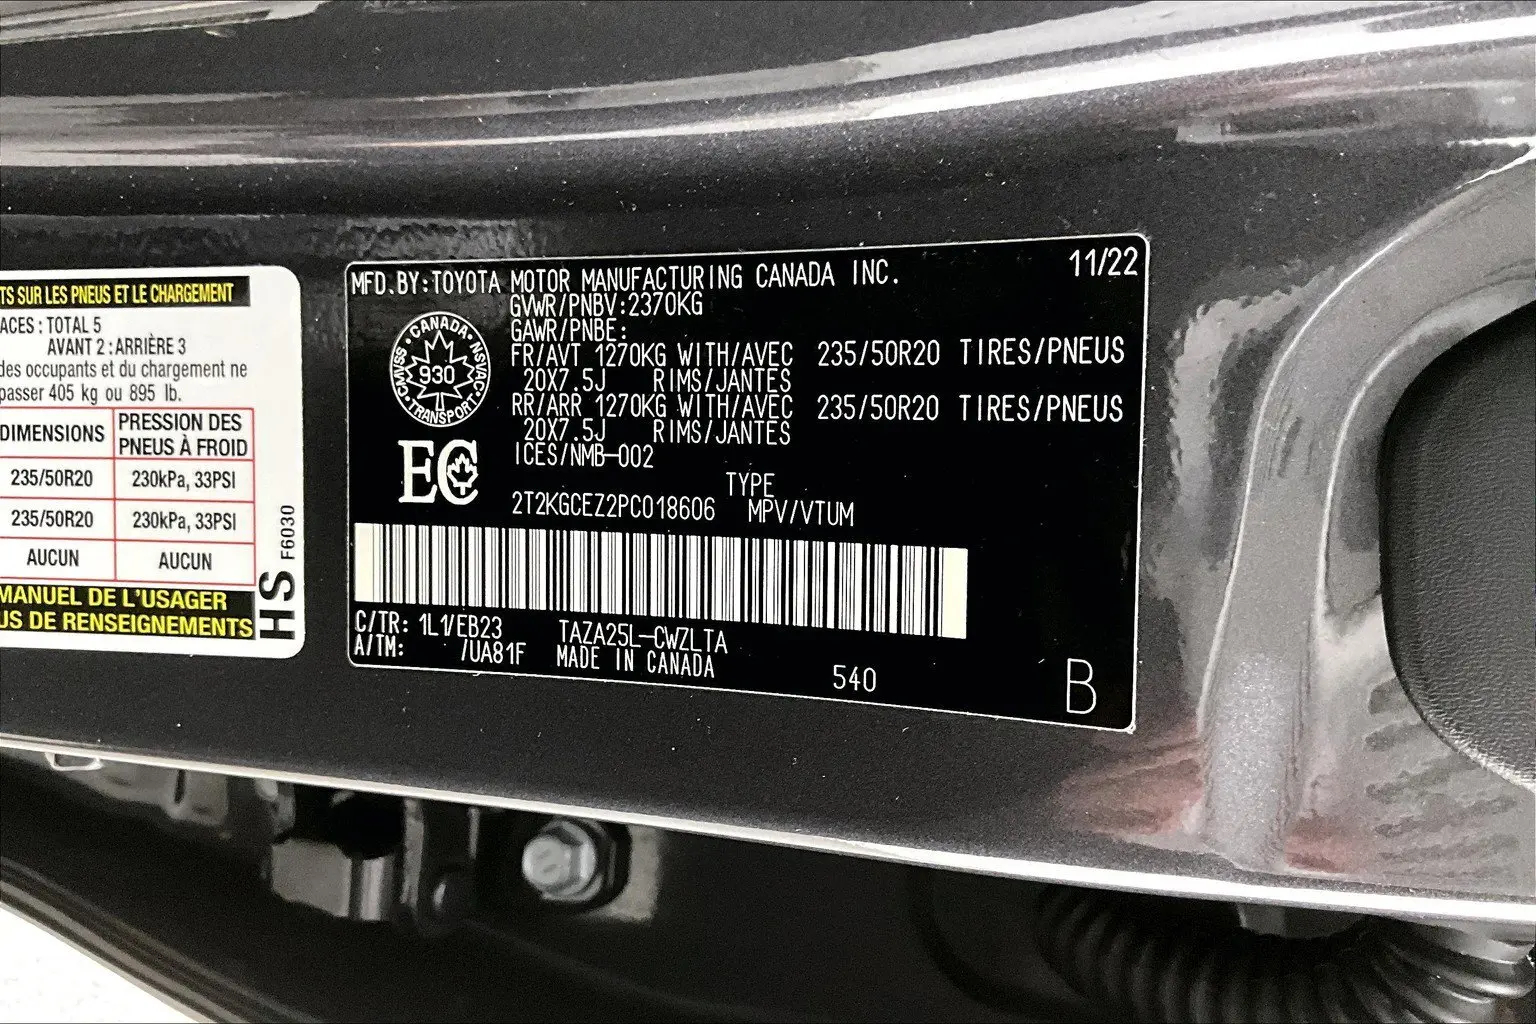 TS SUR LES PNEUS ET LE CHARGEMENT
ACES : TOTAL 5
AVANT 2 : ARRIÈRE 3
des occupants et du chargement ne
passer 405 kg ou 895 lb.
DIMENSIONS
PRESSION DES PNEUS À FROID
235/50R20 230kPa, 33PSI
235/50R20 230kPa, 33PSI
AUCUN AUCUN
MANUEL DE L'USAGER
US DE RENSEIGNEMENTS
HS F6030
MFD.BY:TOYOTA MOTOR MANUFACTURING CANADA INC. 11/22
GVWR/PNBV:2370KG
GAWR/PNBE:
FR/AVT 1270KG WITH/AVEC 235/50R20 TIRES/PNEUS
20X7.5J RIMS/JANTES
RR/ARR 1270KG WITH/AVEC 235/50R20 TIRES/PNEUS
20X7.5J RIMS/JANTES
ICES/NMB-002
CANADA
CMVSS 930 NSVAC
TRANSPORT
EC
TYPE
2T2KGCEZ2PC018606 MPV/VTUM
C/TR: 1L1/EB23 TAZA25L-CWZLTA
A/TM: /UA81F MADE IN CANADA
540
B